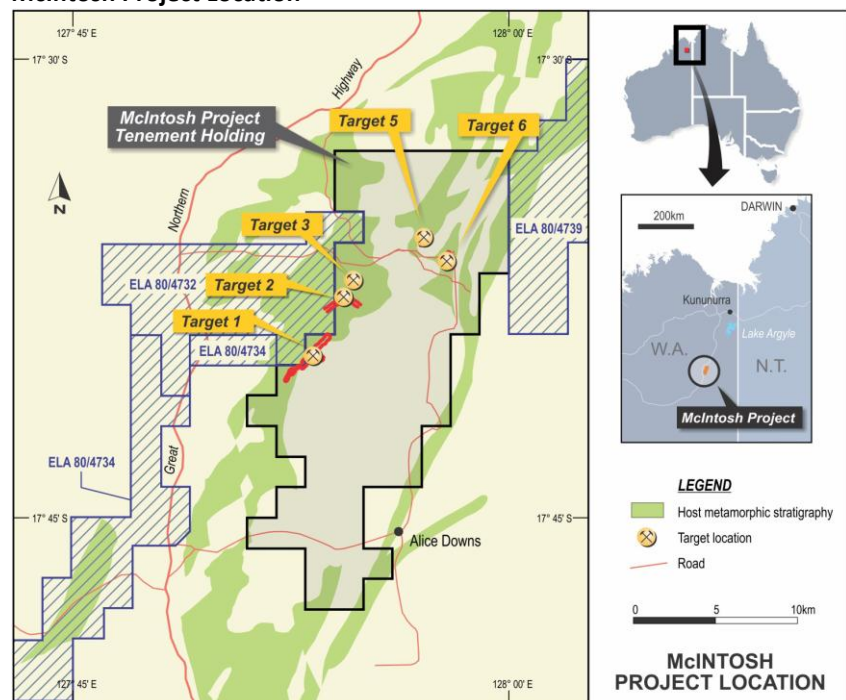 McIntosh Project Location
127° 45' E
128° 00' E
17° 30' S
17° 30' S
Highway
McIntosh Project
Tenement Holding
Target 5
Target 6
N
Northern
Target 3
ELA 80/4739
ELA 80/4732
Target 2
Target 1
ELA 80/4734
ELA 80/4734
Great
17° 45' S
17° 45' S
Alice Downs
127° 45' E
128° 00' E
200km
DARWIN
Kununurra
Lake Argyle
W.A.
N.T.
McIntosh Project
LEGEND
Host metamorphic stratigraphy
Target location
Road
0 5 10km
McINTOSH
PROJECT LOCATION